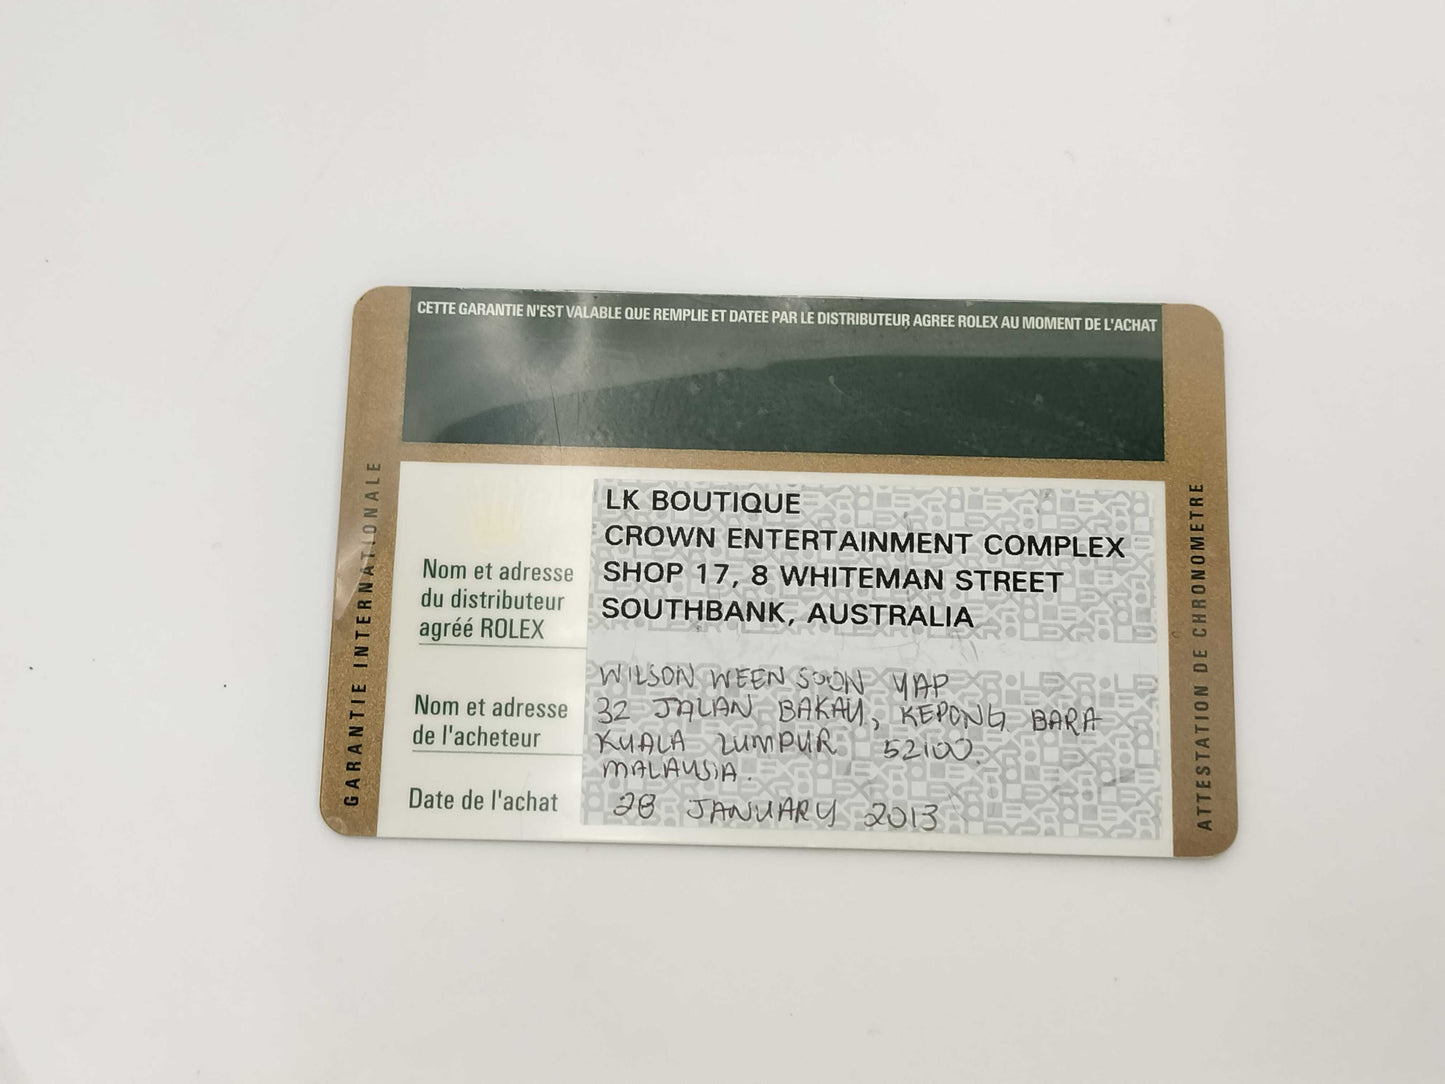 CETTE GARANTIE N'EST VALABLE QUE REMPLIE ET DATEE PAR LE DISTRIBUTEUR AGREE ROLEX AU MOMENT DE L'ACHAT
GARANTIE INTERNATIONALE
Nom et adresse
du distributeur
agréé ROLEX
LK BOUTIQUE
CROWN ENTERTAINMENT COMPLEX
SHOP 17, 8 WHITEMAN STREET
SOUTHBANK, AUSTRALIA
Nom et adresse
de l'acheteur
WILSON WEEN SOON YAP
32 JALAN BAKAU, KEPONG BARA
KUALA LUMPUR 52100.
MALAYSIA.
Date de l'achat
28 JANUARY 2013
ATTESTATION DE CHRONOMETRE